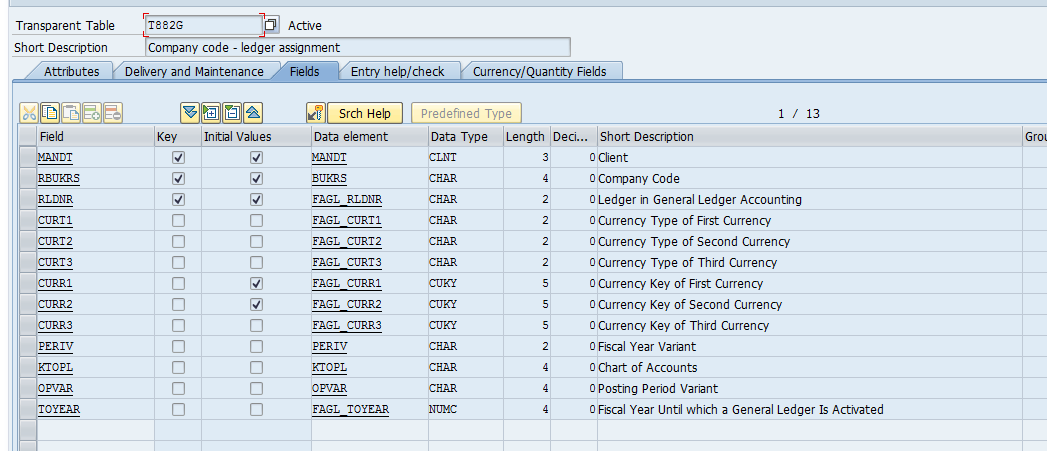 Transparent Table T882G Active
Short Description Company code - ledger assignment
Attributes Delivery and Maintenance Fields Entry help/check Currency/Quantity Fields
Srch Help Predefined Type 1 / 13
Field Key Initial Values Data element Data Type Length Deci... Short Description Grou
MANDT MANDT CLNT 3 0 Client
RBUKRS BUKRS CHAR 4 0 Company Code
RLDNR FAGL_RLDNR CHAR 2 0 Ledger in General Ledger Accounting
CURT1 FAGL_CURT1 CHAR 2 0 Currency Type of First Currency
CURT2 FAGL_CURT2 CHAR 2 0 Currency Type of Second Currency
CURT3 FAGL_CURT3 CHAR 2 0 Currency Type of Third Currency
CURR1 FAGL_CURR1 CUKY 5 0 Currency Key of First Currency
CURR2 FAGL_CURR2 CUKY 5 0 Currency Key of Second Currency
CURR3 FAGL_CURR3 CUKY 5 0 Currency Key of Third Currency
PERIV PERIV CHAR 2 0 Fiscal Year Variant
KTOPL KTOPL CHAR 4 0 Chart of Accounts
OPVAR OPVAR CHAR 4 0 Posting Period Variant
TOYEAR FAGL_TOYEAR NUMC 4 0 Fiscal Year Until which a General Ledger Is Activated